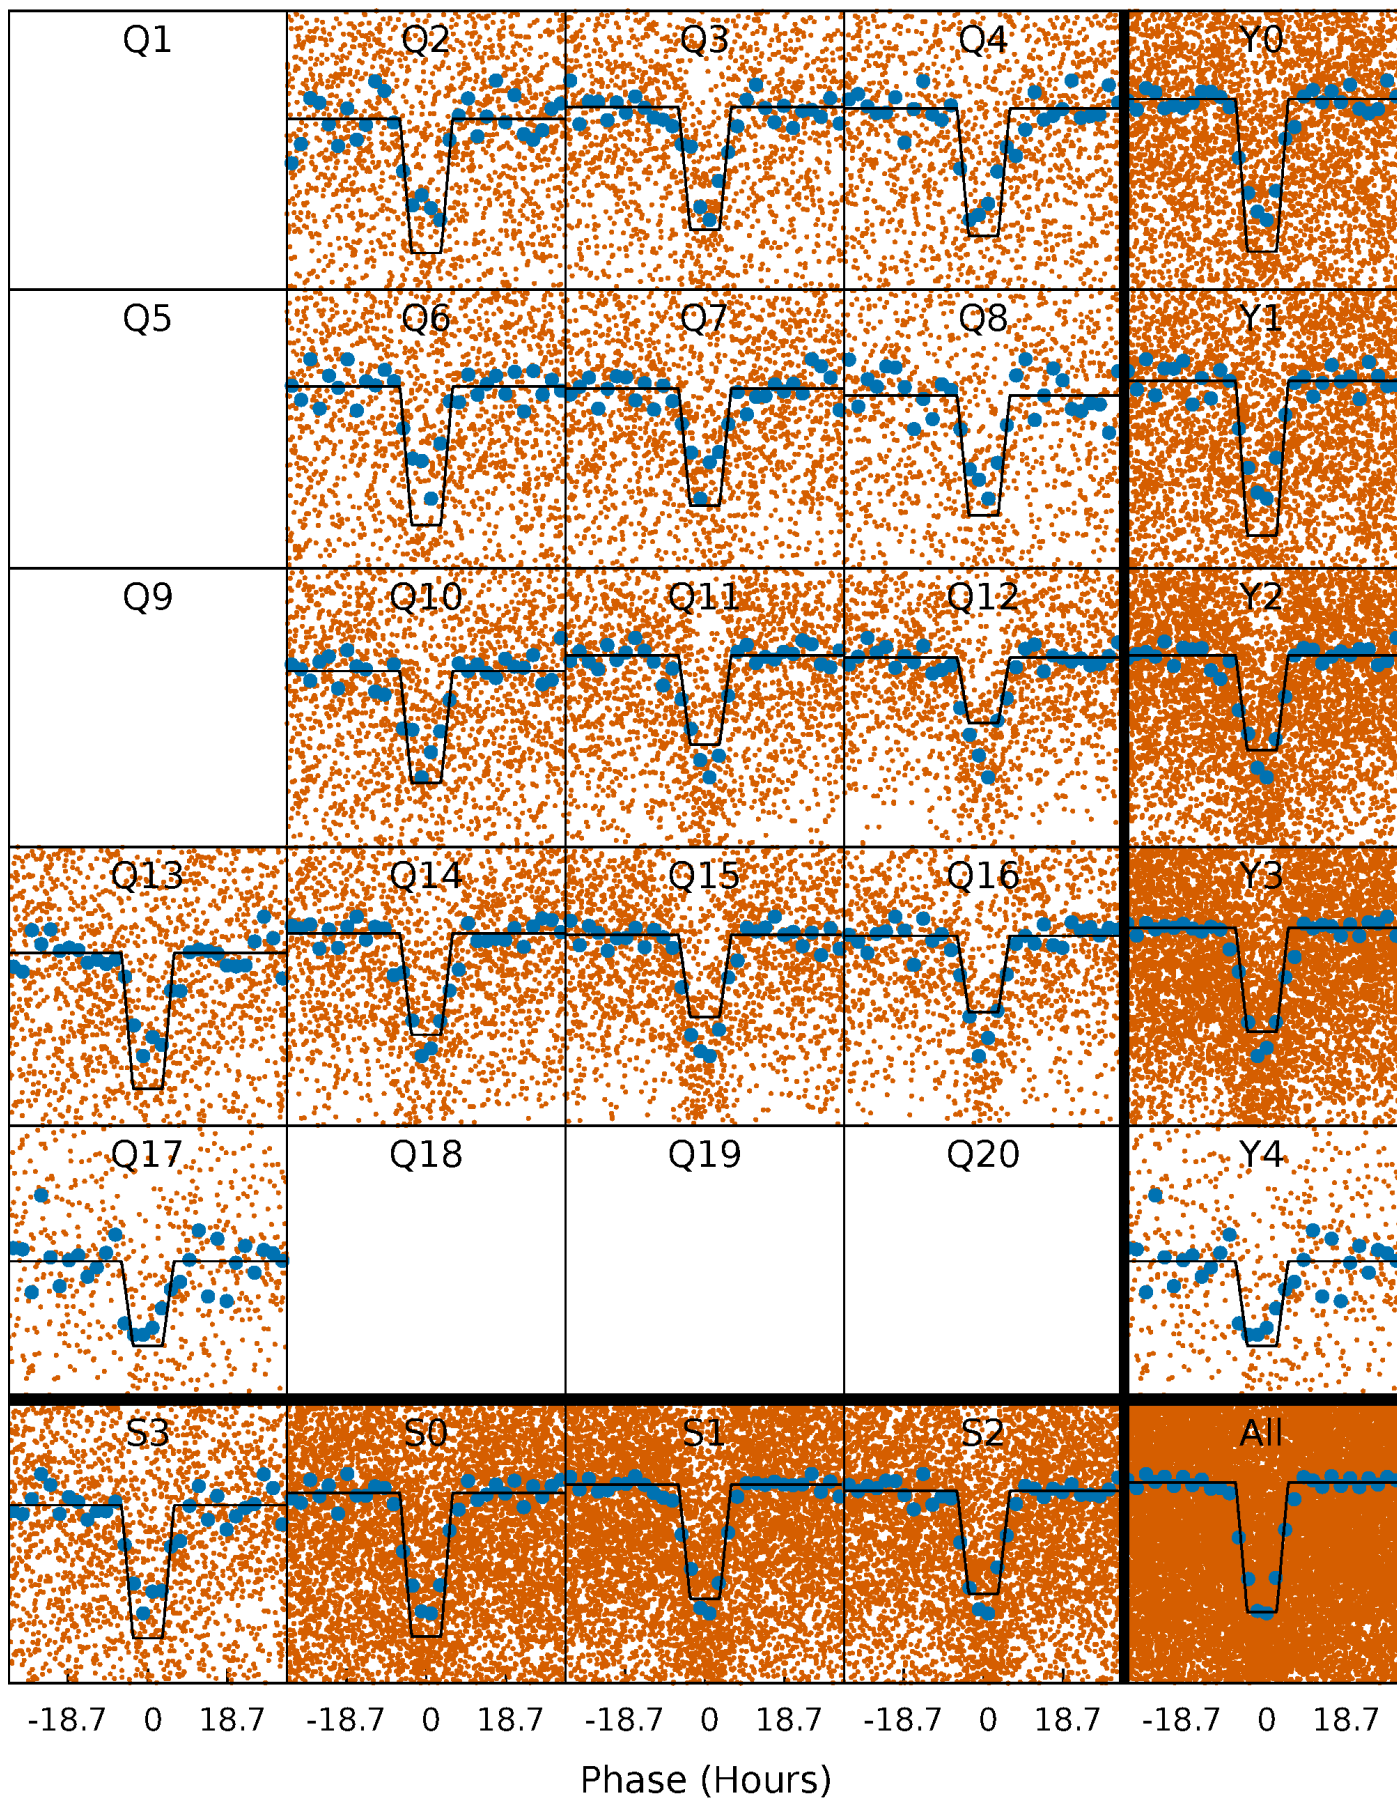 Q1 Q2 Q3 Q4 Y0
Q5 Q6 Q7 Q8 Y1
Q9 Q10 Q11 Q12 Y2
Q13 Q14 Q15 Q16 Y3
Q17 Q18 Q19 Q20 Y4
S3 S0 S1 S2 All
-18.7 0 18.7 -18.7 0 18.7 -18.7 0 18.7 -18.7 0 18.7 -18.7 0 18.7
Phase (Hours)